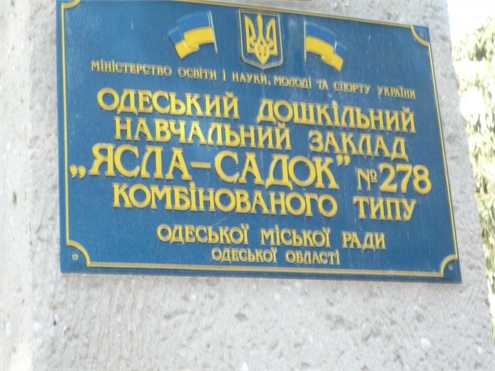 МІНІСТЕРСТВО ОСВІТИ І НАУКИ, МОЛОДІ ТА СПОРТУ УКРАЇНИ
ОДЕСЬКИЙ ДОШКІЛЬНИЙ
НАВЧАЛЬНИЙ ЗАКЛАД
„ЯСЛА–САДОК” №278
КОМБІНОВАНОГО ТИПУ
ОДЕСЬКОЇ МІСЬКОЇ РАДИ
ОДЕСЬКОЇ ОБЛАСТІ